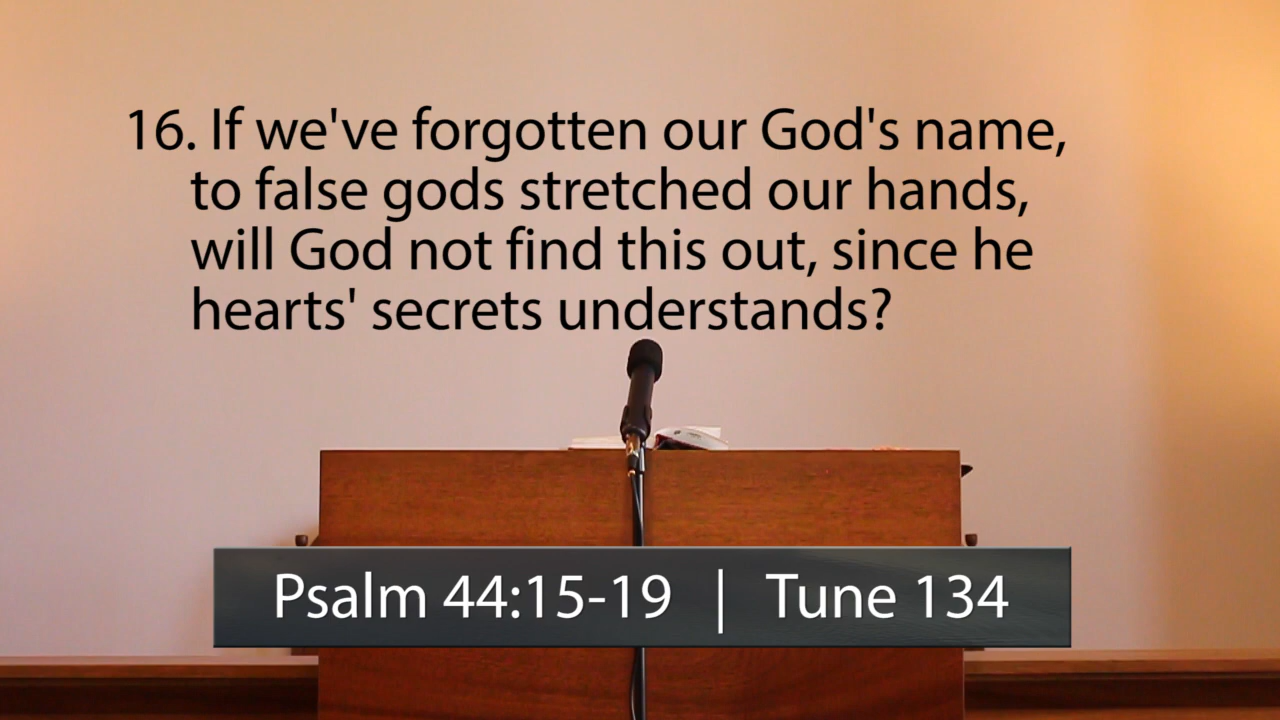 16. If we've forgotten our God's name,
to false gods stretched our hands,
will God not find this out, since he
hearts' secrets understands?
Psalm 44:15-19 | Tune 134